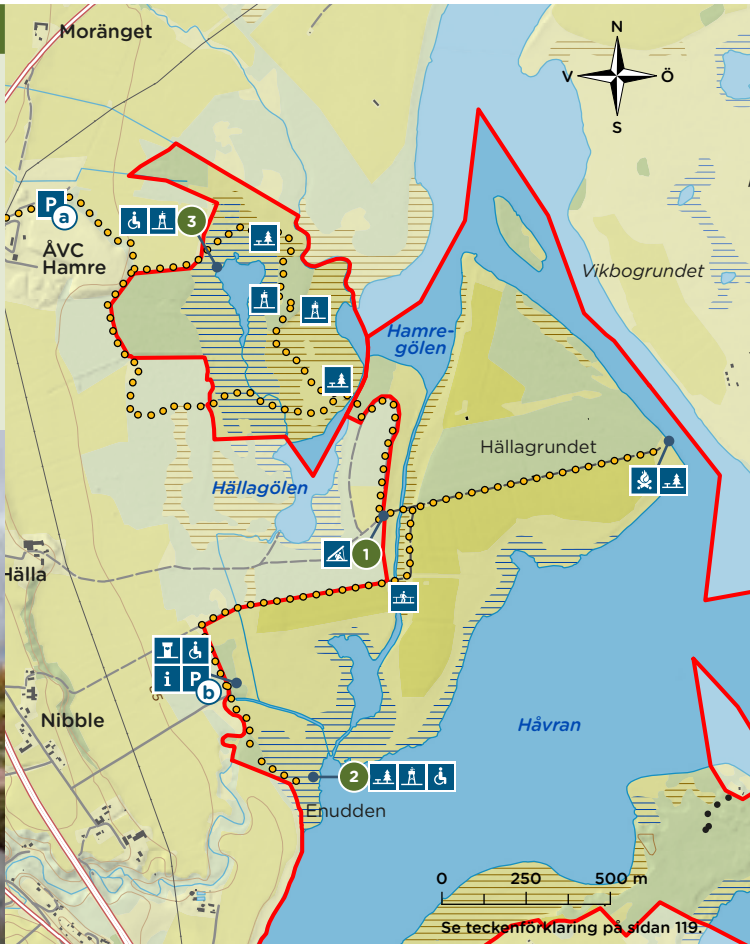 Moränget
N
V
Ö
S
P
a
3
ÅVC
Hamre
Vikbogrundet
Hamre-
gölen
Hällagrundet
Hällagölen
1
Hälla
i P
b
Nibble
Håvran
2
Enudden
0 250 500 m
Se teckenförklaring på sidan 119.